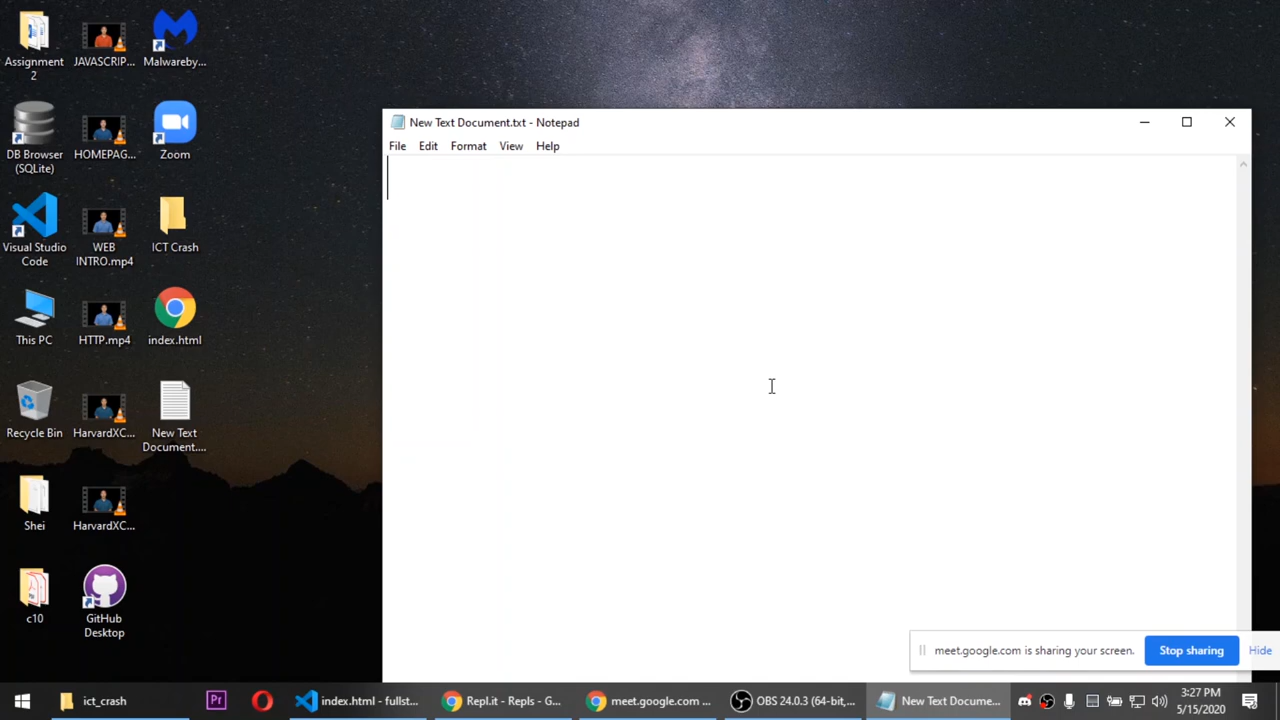 Assignment
2
JAVASCRIP...
Malwareby...
DB Browser
(SQLite)
HOMEPAG...
Zoom
Visual Studio
Code
WEB
INTRO.mp4
ICT Crash
This PC
HTTP.mp4
index.html
Recycle Bin
HarvardXC...
New Text
Document....
Shei
HarvardXC...
c10
GitHub
Desktop
New Text Document.txt - Notepad
File Edit Format View Help
meet.google.com is sharing your screen. Stop sharing Hide
ict_crash
Pr
index.html - fullst...
Repl.it - Repls - G...
meet.google.com ...
OBS 24.0.3 (64-bit,...
New Text Docume...
3:27 PM
5/15/2020